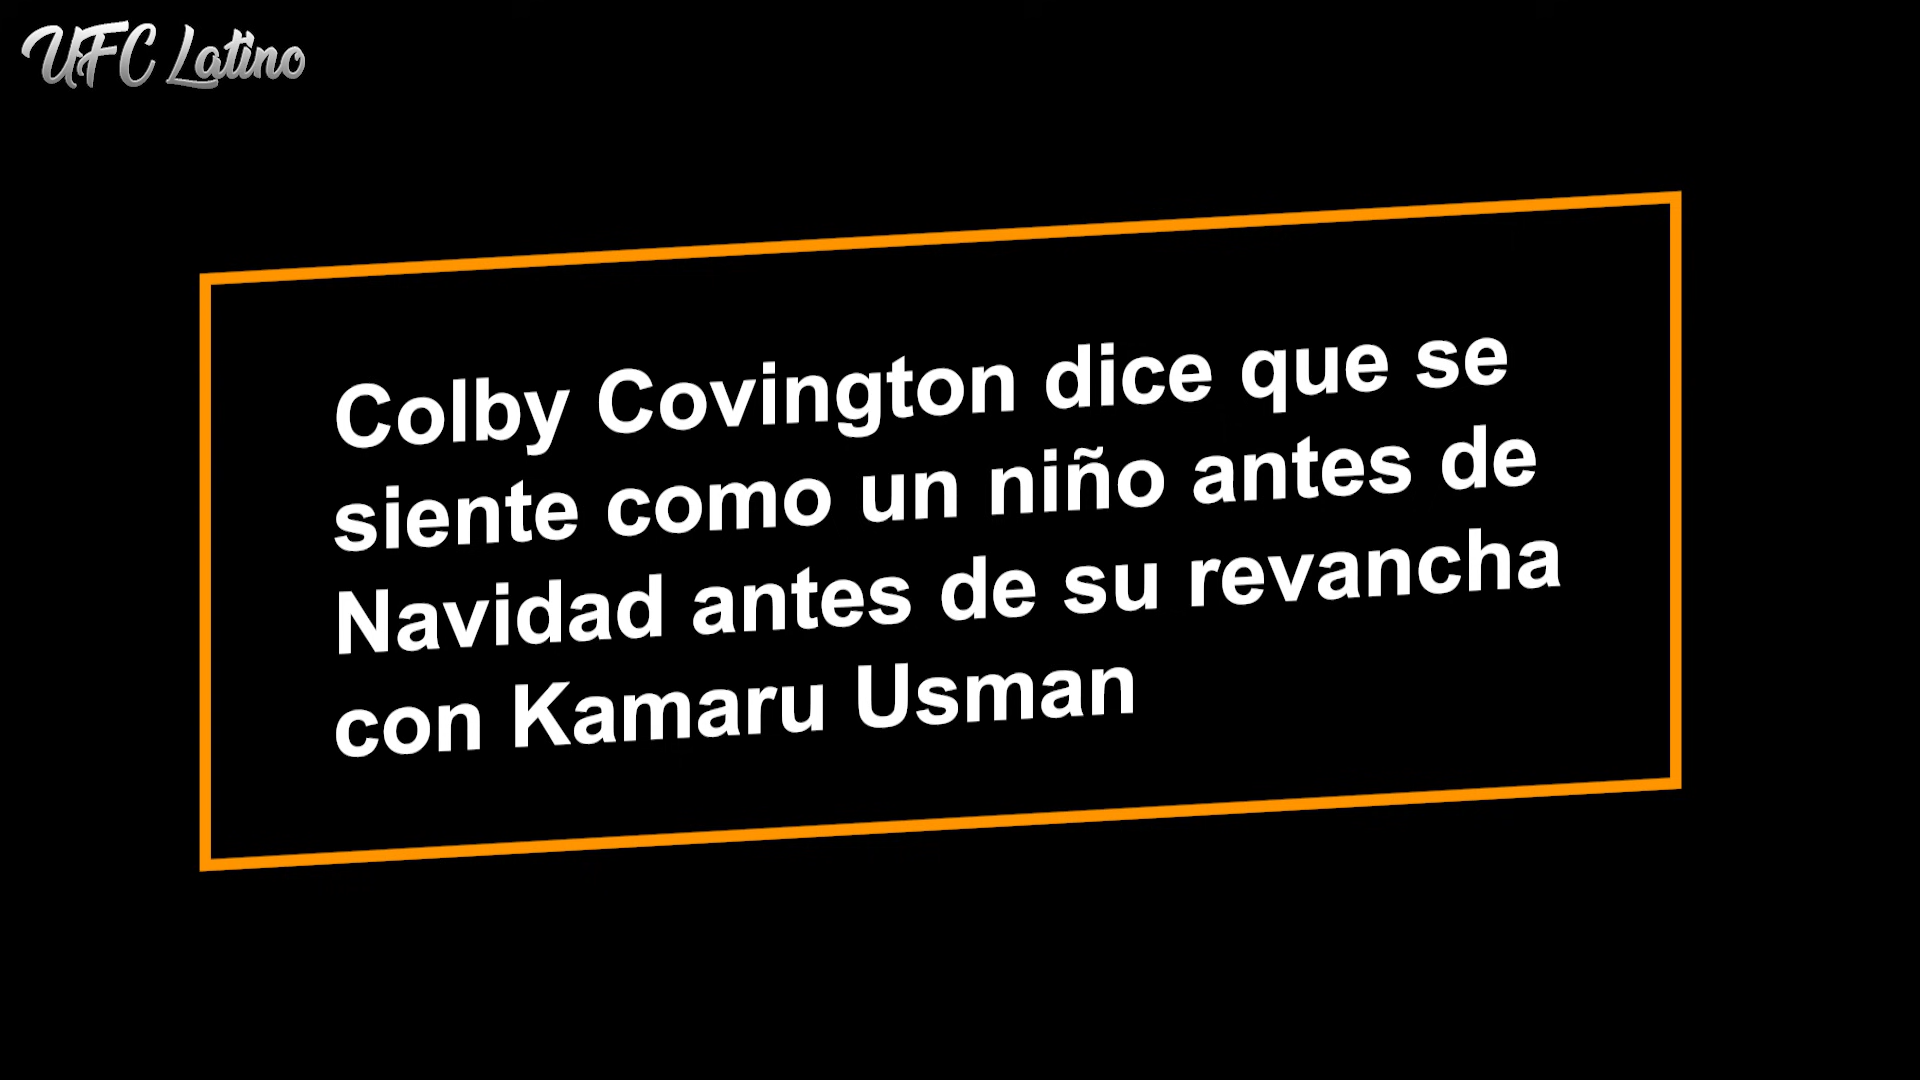 UFC Latino
Colby Covington dice que se
siente como un niño antes de
Navidad antes de su revancha
con Kamaru Usman